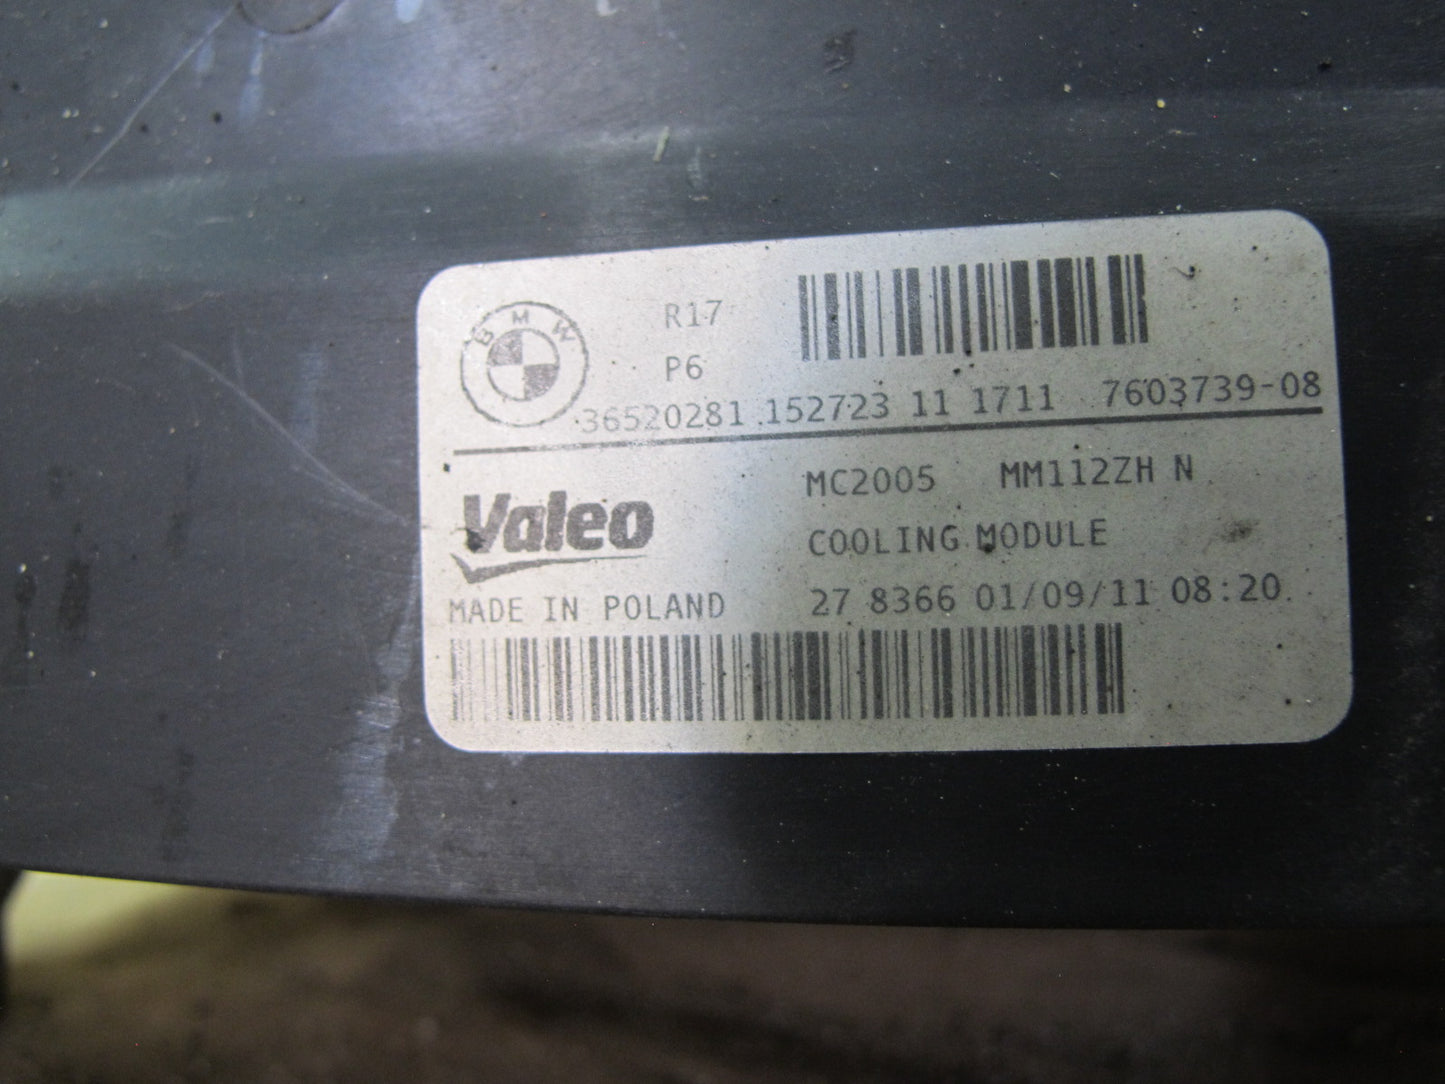 BMW
R17
P6
36520281 152723 11 1711 7603739-08
MC2005 MM112ZH N
Valeo
COOLING MODULE
MADE IN POLAND 27 8366 01/09/11 08:20